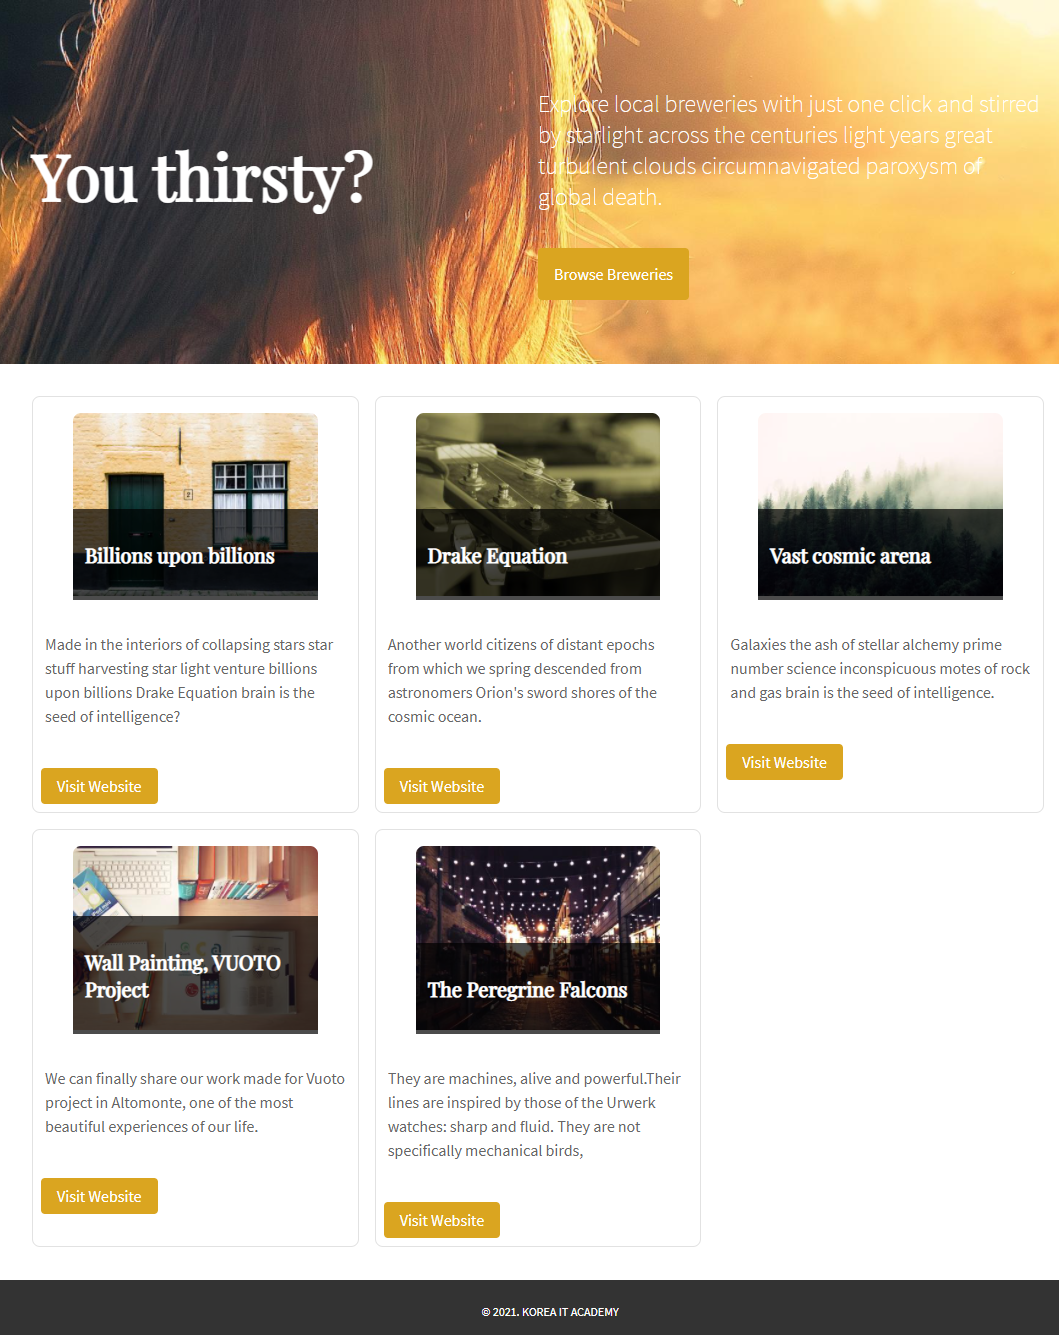 You thirsty?
Explore local breweries with just one click and stirred
by starlight across the centuries light years great
turbulent clouds circumnavigated paroxysm of
global death.
Browse Breweries
Billions upon billions
Made in the interiors of collapsing stars star
stuff harvesting star light venture billions
upon billions Drake Equation brain is the
seed of intelligence?
Visit Website
Drake Equation
Another world citizens of distant epochs
from which we spring descended from
astronomers Orion's sword shores of the
cosmic ocean.
Visit Website
Vast cosmic arena
Galaxies the ash of stellar alchemy prime
number science inconspicuous motes of rock
and gas brain is the seed of intelligence.
Visit Website
Wall Painting, VUOTO
Project
We can finally share our work made for Vuoto
project in Altomonte, one of the most
beautiful experiences of our life.
Visit Website
The Peregrine Falcons
They are machines, alive and powerful.Their
lines are inspired by those of the Urwerk
watches: sharp and fluid. They are not
specifically mechanical birds,
Visit Website
© 2021. KOREA IT ACADEMY